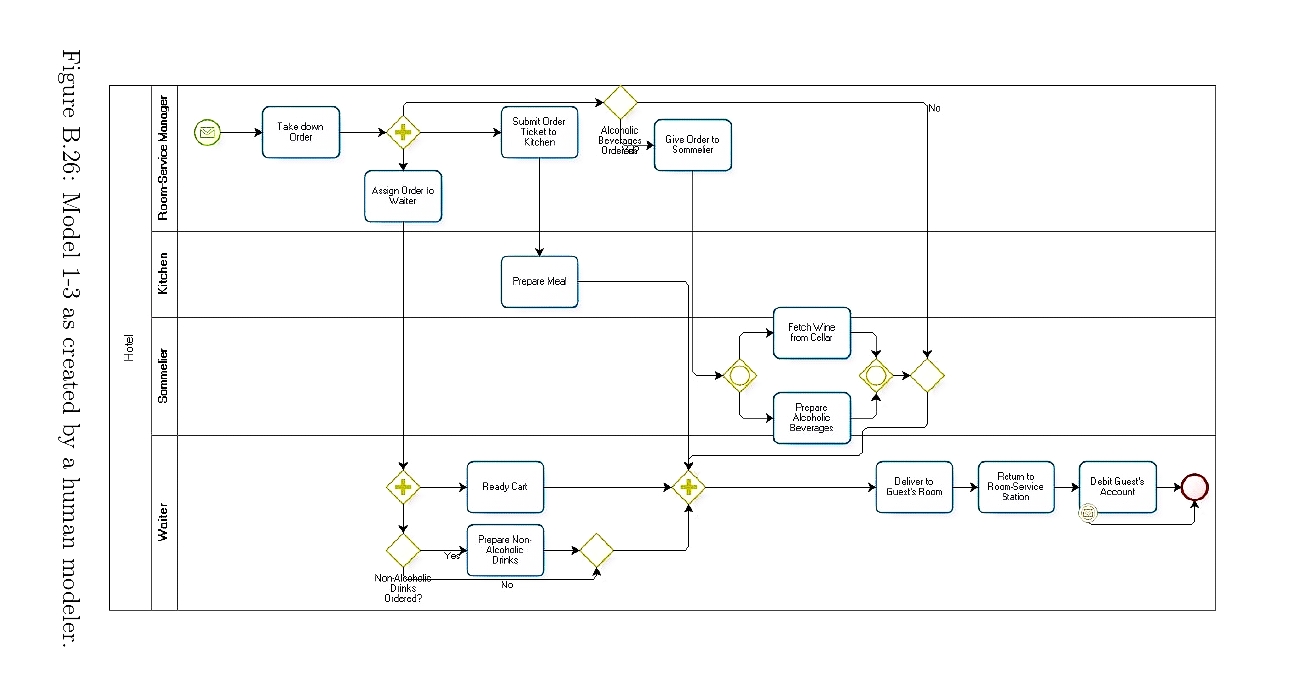 Figure B.26: Model 1-3 as created by a human modeler.
Hotel
Room-Service Manager
Take down
Order
Submit Order
Ticket to
Kitchen
Alcoholic
Beverages
Ordered?
Yes
Give Order to
Sommelier
No
Assign Order to
Waiter
Kitchen
Prepare Meal
Sommelier
Fetch Wine
from Cellar
Prepare
Alcoholic
Beverages
Waiter
Ready Cart
Deliver to
Guest's Room
Return to
Room-Service
Station
Debit Guest's
Account
Yes
Prepare Non-
Alcoholic
Drinks
Non-Alcoholic
Drinks
Ordered?
No